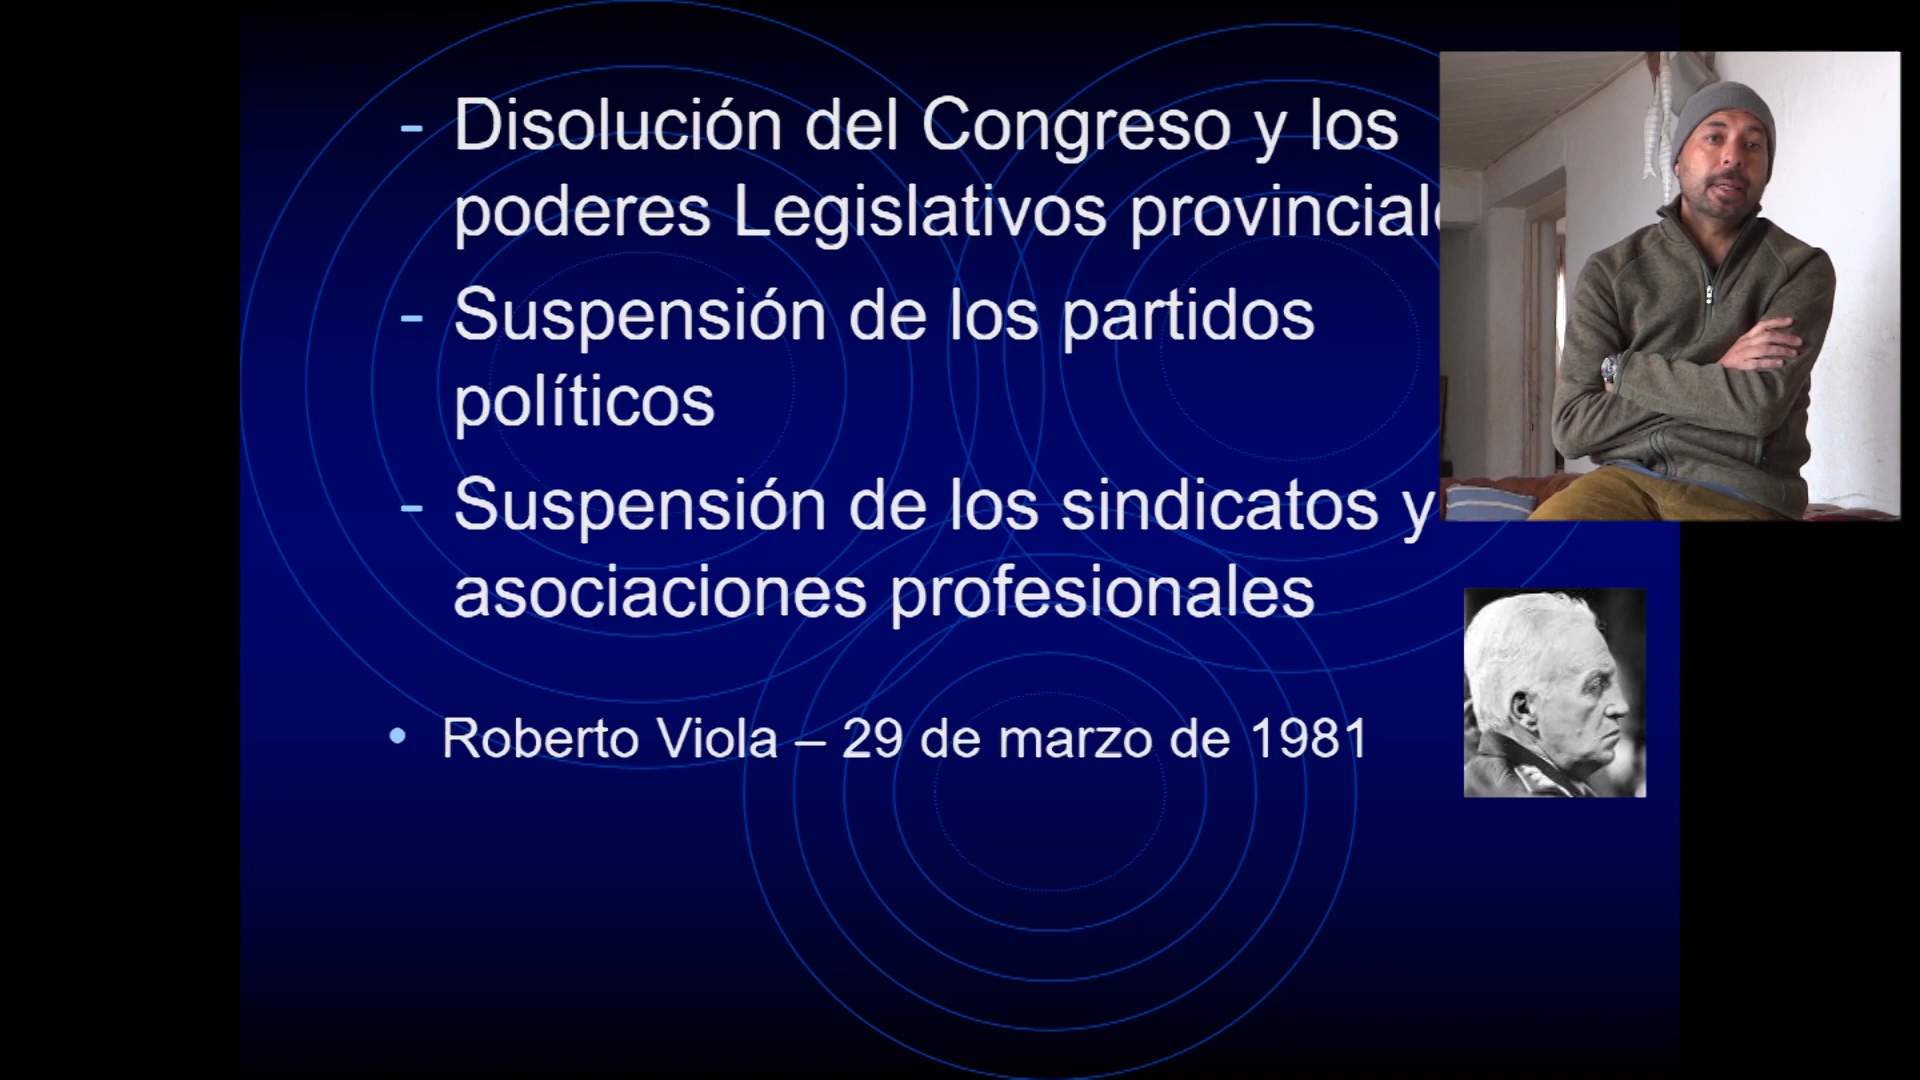 - Disolución del Congreso y los
poderes Legislativos
- Suspensión de los partidos
políticos
- Suspensión de los sindicatos y
asociaciones profesionales
• Roberto Viola – 29 de marzo de 1981